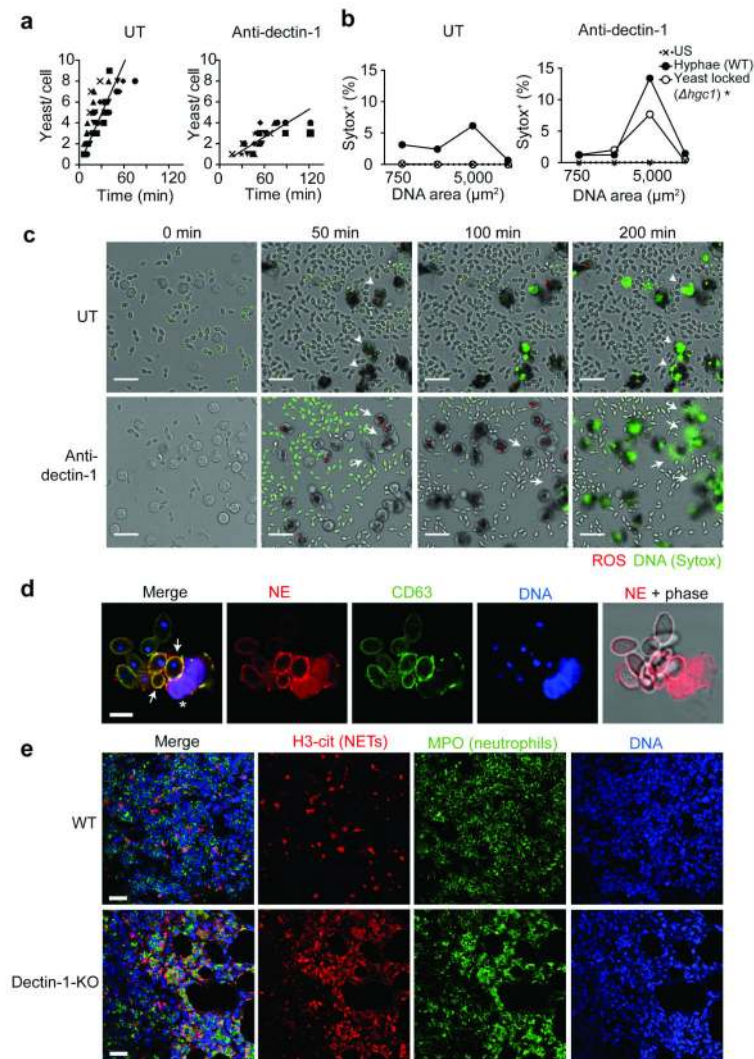 a
UT
Anti-dectin-1
Yeast/ cell
10
8
6
4
2
0
0 60 120
Time (min)
10
8
6
4
2
0
0 60 120
Time (min)
b
UT
Anti-dectin-1
US
Hyphae (WT)
Yeast locked
(Δhgc1) *
Sytox⁺ (%)
15
10
5
0
750 5,000
DNA area (µm²)
Sytox⁺ (%)
15
10
5
0
750 5,000
DNA area (µm²)
c
0 min 50 min 100 min 200 min
UT
Anti-
dectin-1
ROS DNA (Sytox)
d
Merge NE CD63 DNA NE + phase
*
e
Merge H3-cit (NETs) MPO (neutrophils) DNA
WT
Dectin-1-KO